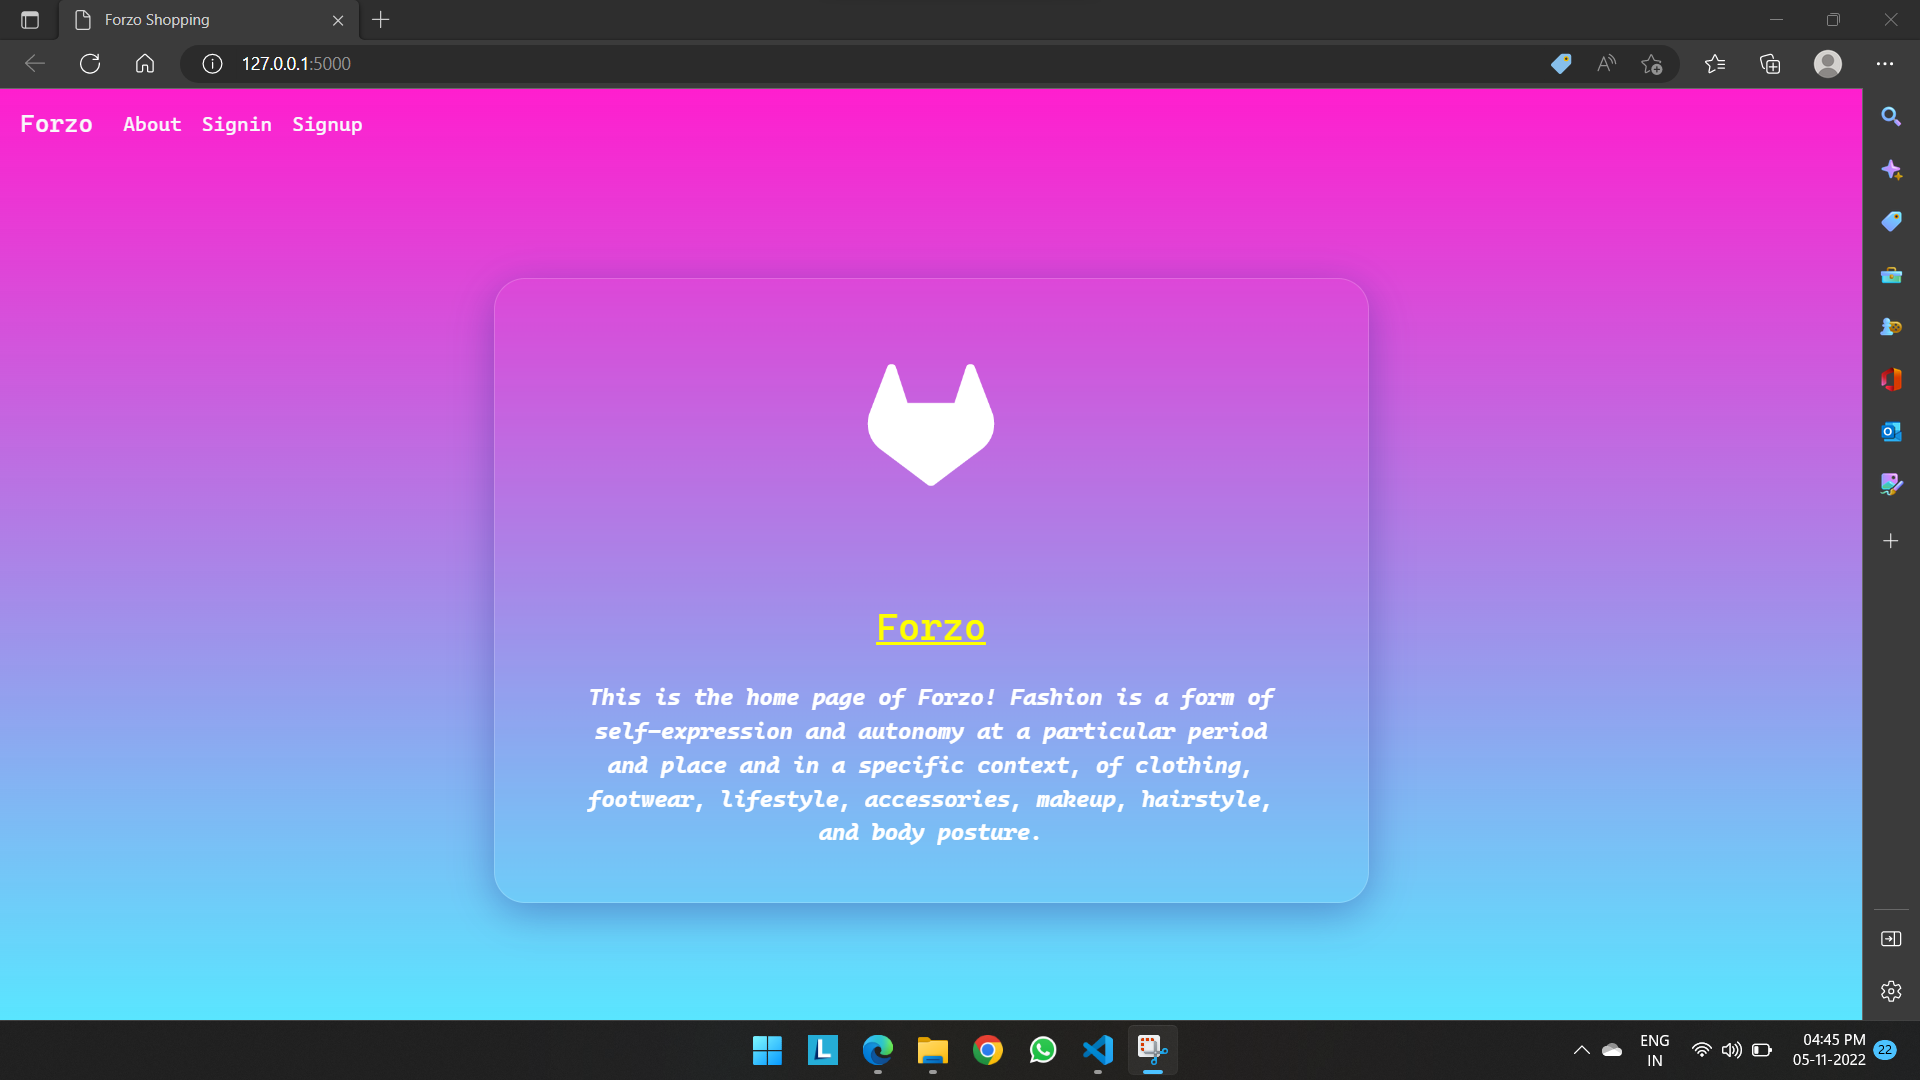 Forzo Shopping
127.0.0.1:5000
Forzo About Signin Signup
Forzo
This is the home page of Forzo! Fashion is a form of
self-expression and autonomy at a particular period
and place and in a specific context, of clothing,
footwear, lifestyle, accessories, makeup, hairstyle,
and body posture.
L
ENG
IN
04:45 PM
05-11-2022
22